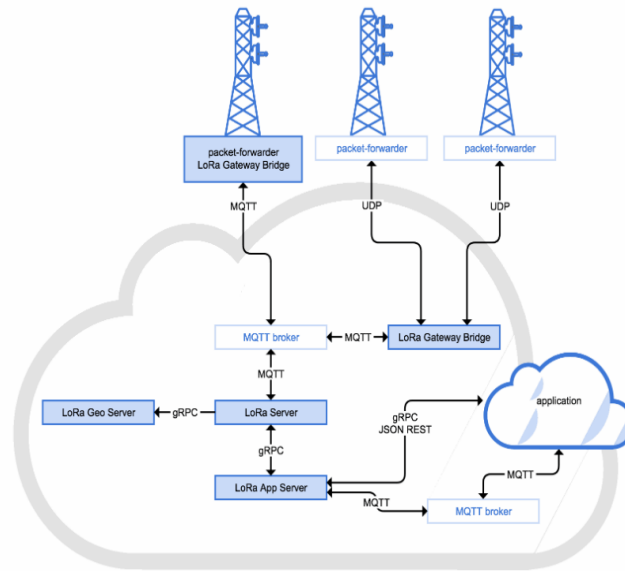 packet-forwarder
LoRa Gateway Bridge
packet-forwarder
packet-forwarder
MQTT
UDP
UDP
MQTT broker
MQTT
LoRa Gateway Bridge
MQTT
LoRa Geo Server
gRPC
LoRa Server
gRPC
JSON REST
application
gRPC
LoRa App Server
MQTT
MQTT
MQTT broker